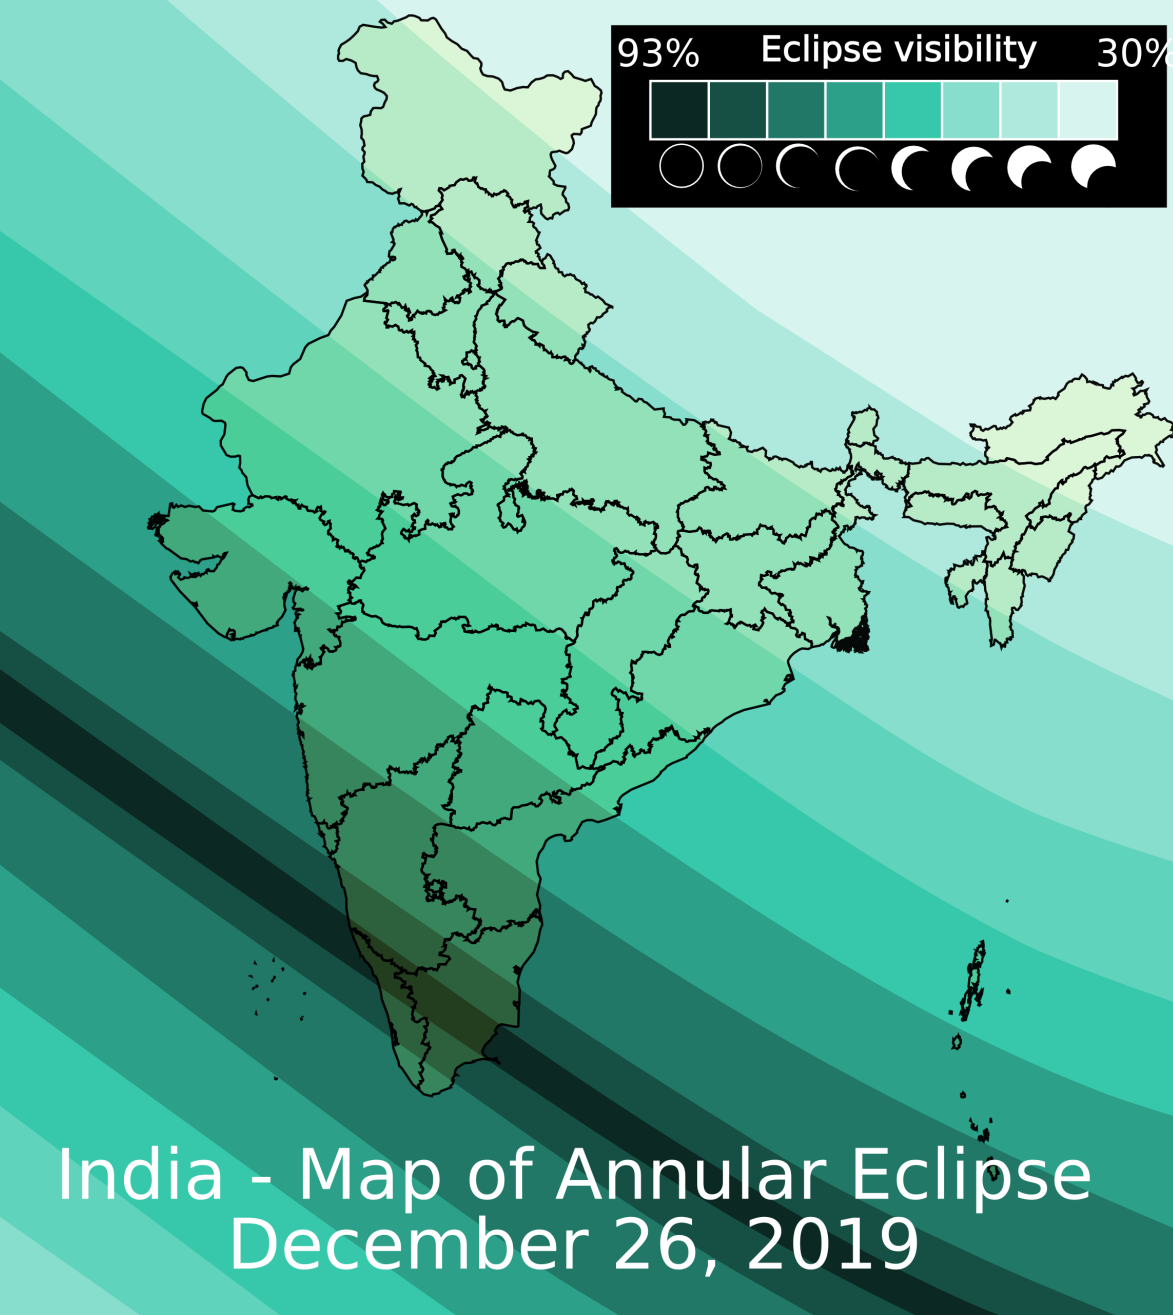 93% Eclipse visibility 30%
India - Map of Annular Eclipse
December 26, 2019